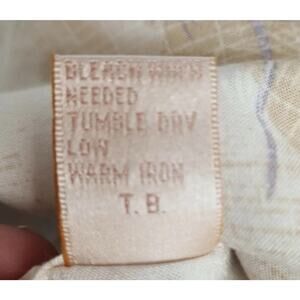 BLEACH WHEN
NEEDED
TUMBLE DRY
LOW
WARM IRON
T. B.